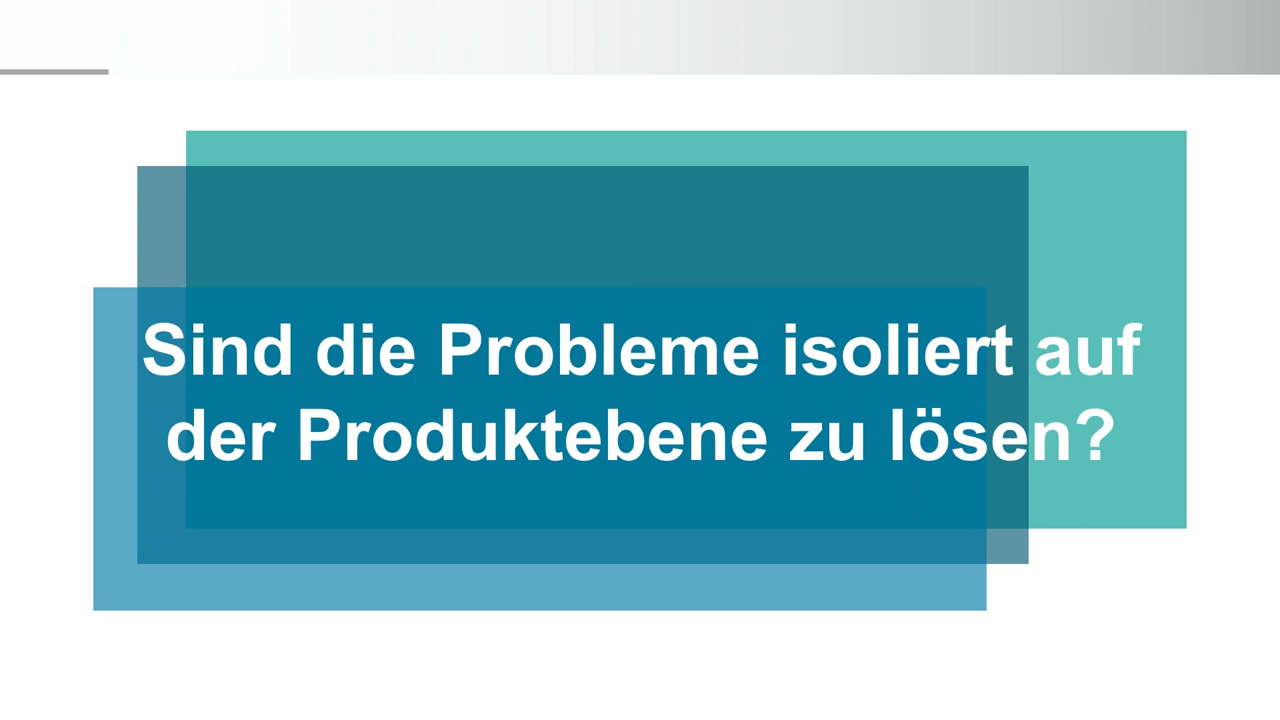 Sind die Probleme isoliert auf
der Produktebene zu lösen?